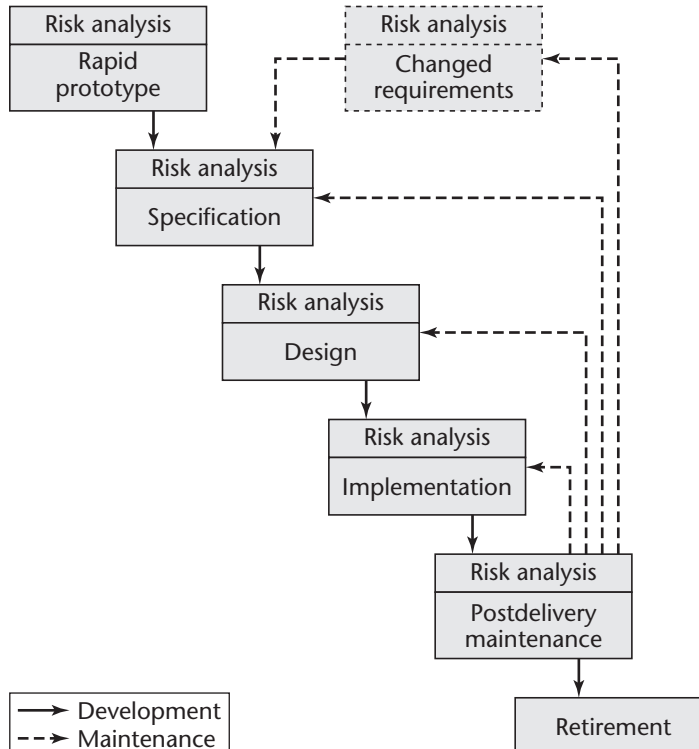 Risk analysis
Rapid
prototype
Risk analysis
Changed
requirements
Risk analysis
Specification
Risk analysis
Design
Risk analysis
Implementation
Risk analysis
Postdelivery
maintenance
Development
Maintenance
Retirement